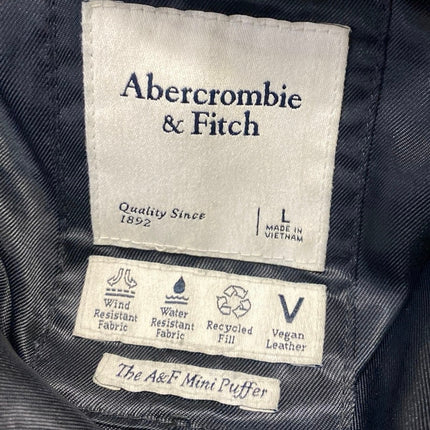 Abercrombie
& Fitch
Quality Since
1892
L
MADE IN
VIETNAM
Wind
Resistant
Fabric
Water
Resistant
Fabric
Recycled
Fill
V
Vegan
Leather
The A&F Mini Puffer